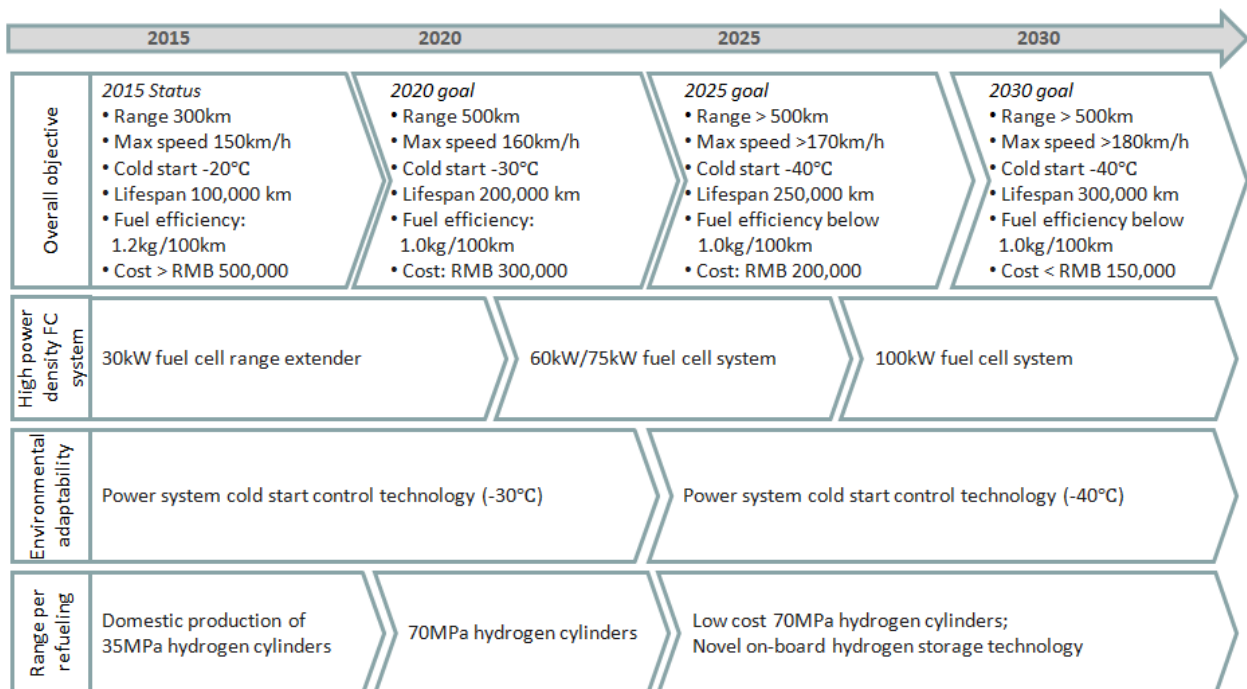 2015 2020 2025 2030
Overall objective
2015 Status
• Range 300km
• Max speed 150km/h
• Cold start -20℃
• Lifespan 100,000 km
• Fuel efficiency:
1.2kg/100km
• Cost > RMB 500,000
2020 goal
• Range 500km
• Max speed 160km/h
• Cold start -30℃
• Lifespan 200,000 km
• Fuel efficiency:
1.0kg/100km
• Cost: RMB 300,000
2025 goal
• Range > 500km
• Max speed >170km/h
• Cold start -40℃
• Lifespan 250,000 km
• Fuel efficiency below
1.0kg/100km
• Cost: RMB 200,000
2030 goal
• Range > 500km
• Max speed >180km/h
• Cold start -40℃
• Lifespan 300,000 km
• Fuel efficiency below
1.0kg/100km
• Cost < RMB 150,000
High power
density FC
system
30kW fuel cell range extender
60kW/75kW fuel cell system
100kW fuel cell system
Environmental
adaptability
Power system cold start control technology (-30℃)
Power system cold start control technology (-40℃)
Range per
refueling
Domestic production of
35MPa hydrogen cylinders
70MPa hydrogen cylinders
Low cost 70MPa hydrogen cylinders;
Novel on-board hydrogen storage technology